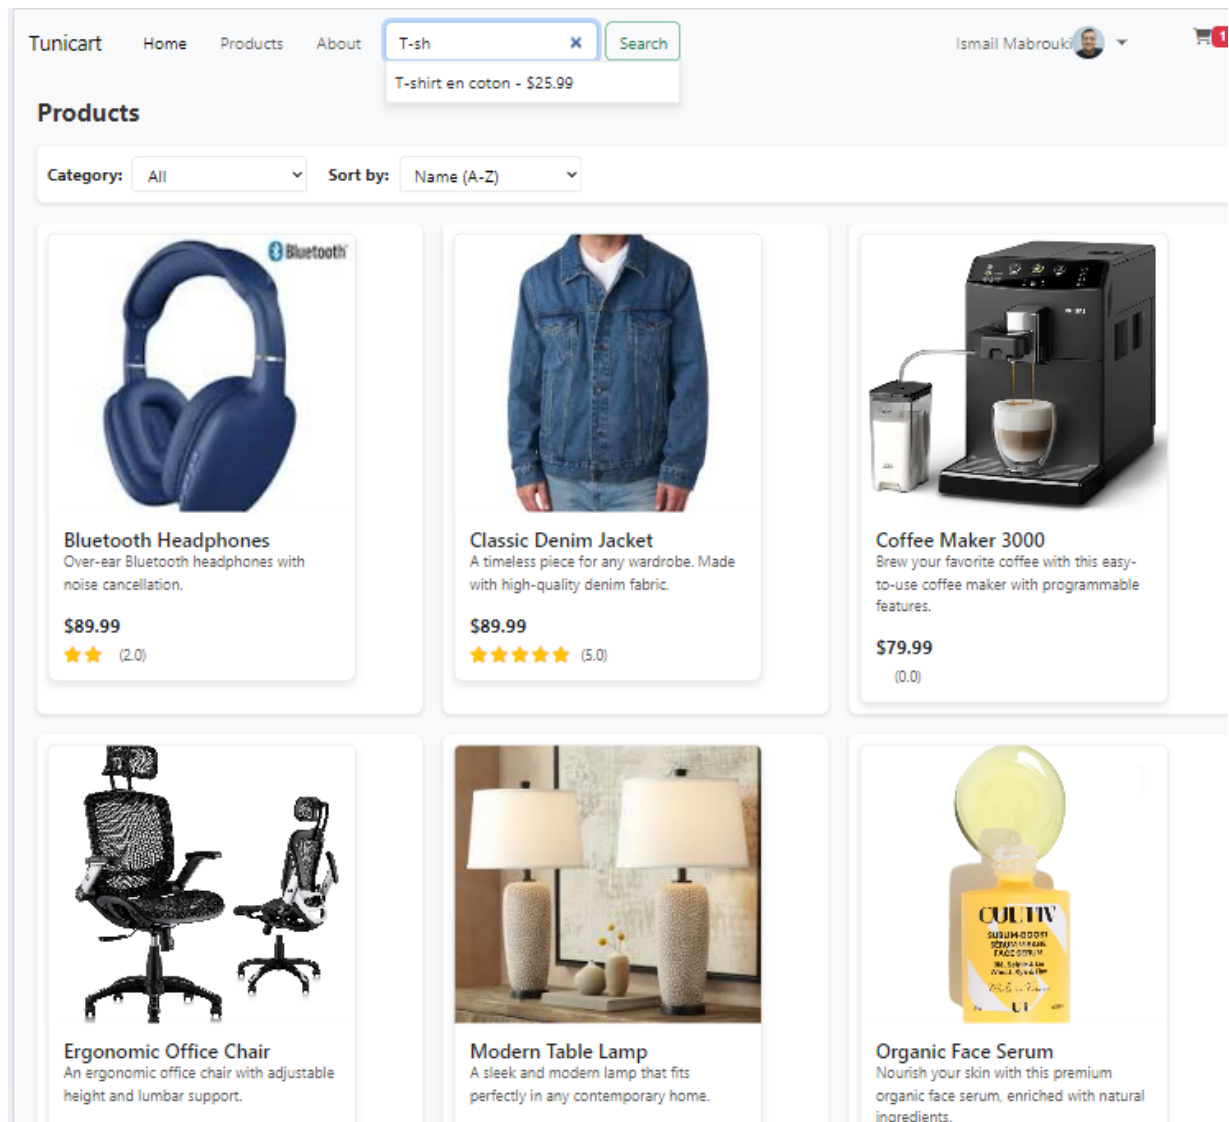 Tunicart Home Products About T-sh Search Ismail Mabrouki 1
T-shirt en coton - $25.99
Products
Category: All Sort by: Name (A-Z)
Bluetooth
Bluetooth Headphones
Over-ear Bluetooth headphones with
noise cancellation.
$89.99
(2.0)
Classic Denim Jacket
A timeless piece for any wardrobe. Made
with high-quality denim fabric.
$89.99
(5.0)
Coffee Maker 3000
Brew your favorite coffee with this easy-
to-use coffee maker with programmable
features.
$79.99
(0.0)
Ergonomic Office Chair
An ergonomic office chair with adjustable
height and lumbar support.
Modern Table Lamp
A sleek and modern lamp that fits
perfectly in any contemporary home.
CULTIV
SUBLIM-BOOST
FACE SERUM
Organic Face Serum
Nourish your skin with this premium
organic face serum, enriched with natural
ingredients.